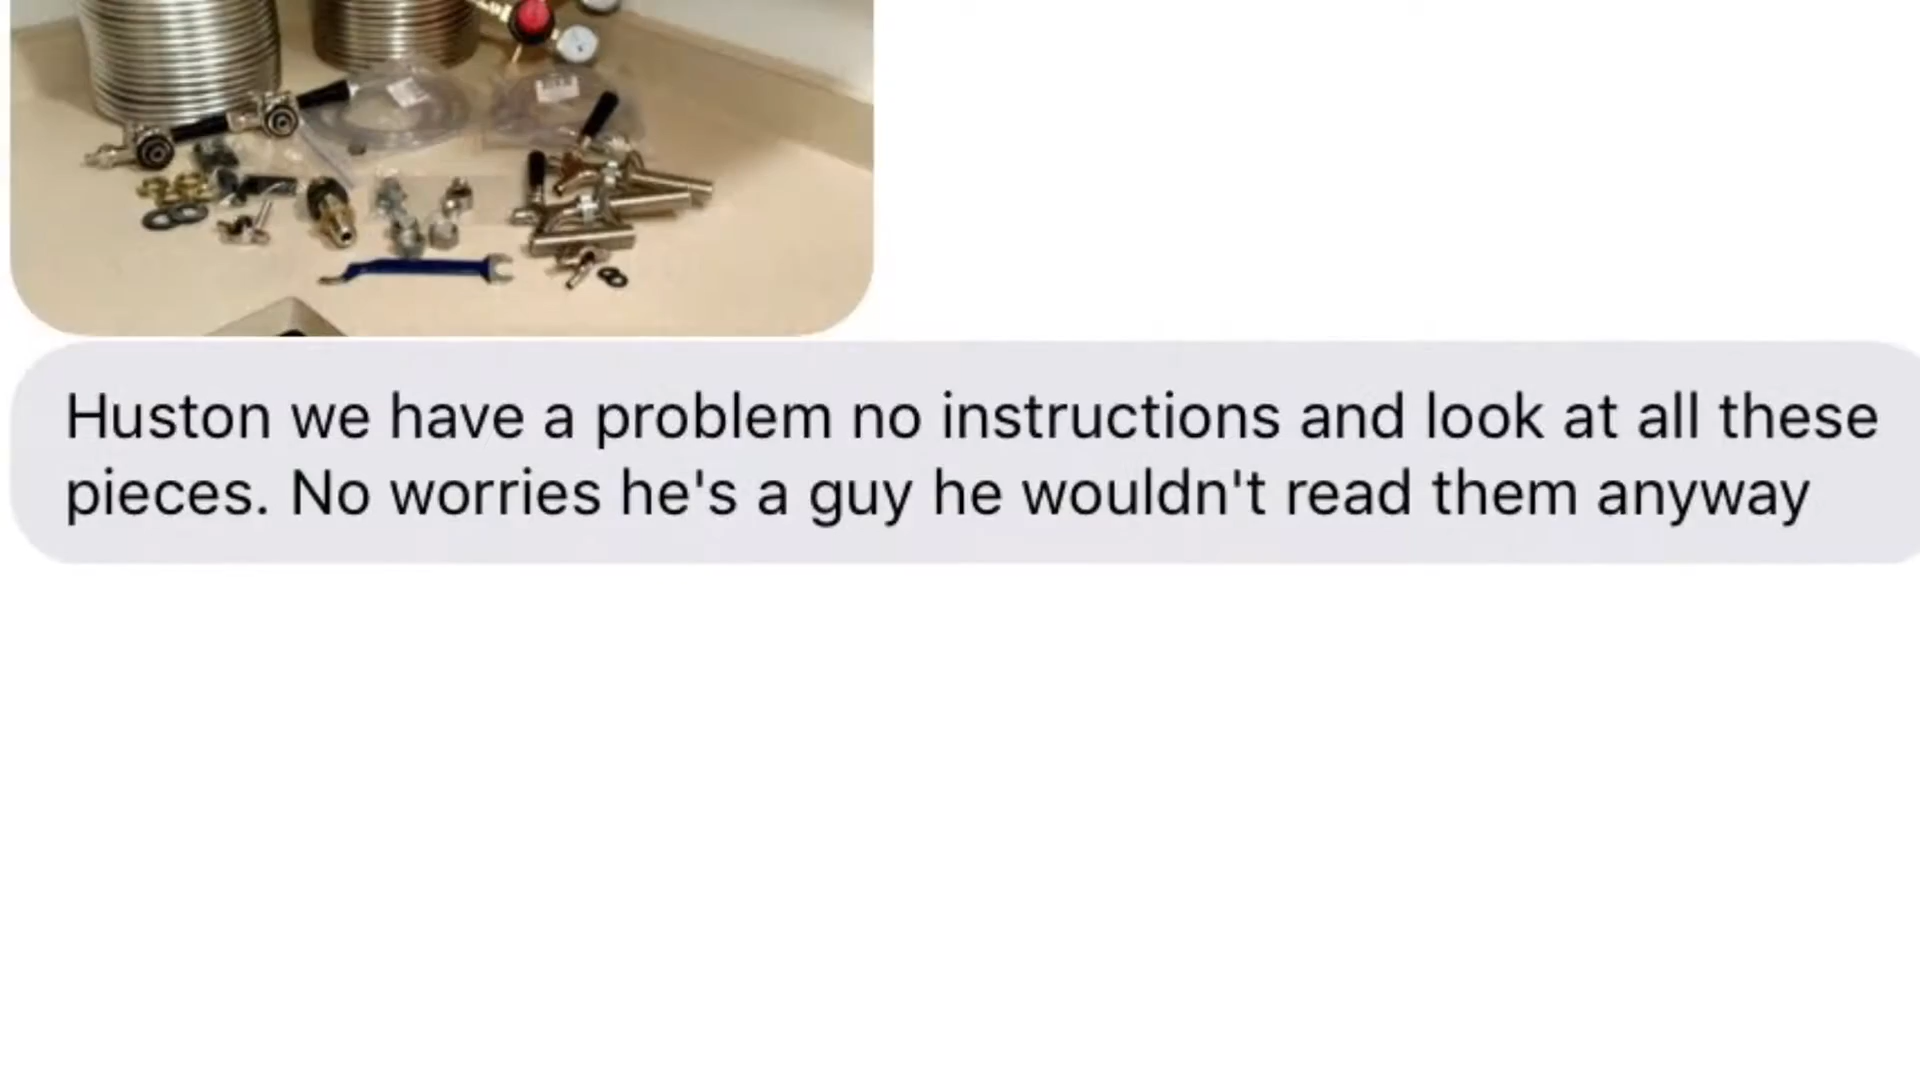 Huston we have a problem no instructions and look at all these
pieces. No worries he's a guy he wouldn't read them anyway